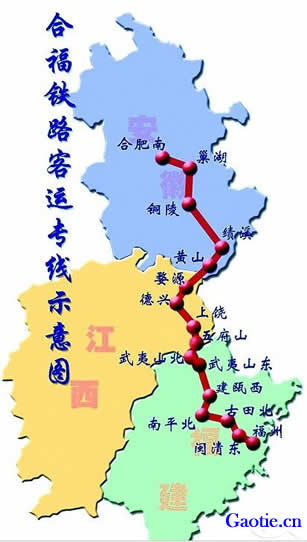 合福铁路客运专线示意图
安徽
合肥南
巢湖
铜陵
绩溪
黄山
婺源
德兴
上饶
五府山
江西
武夷山北
武夷山东
建瓯西
南平北
古田北
福州
闽清东
福建
Gaotie.cn